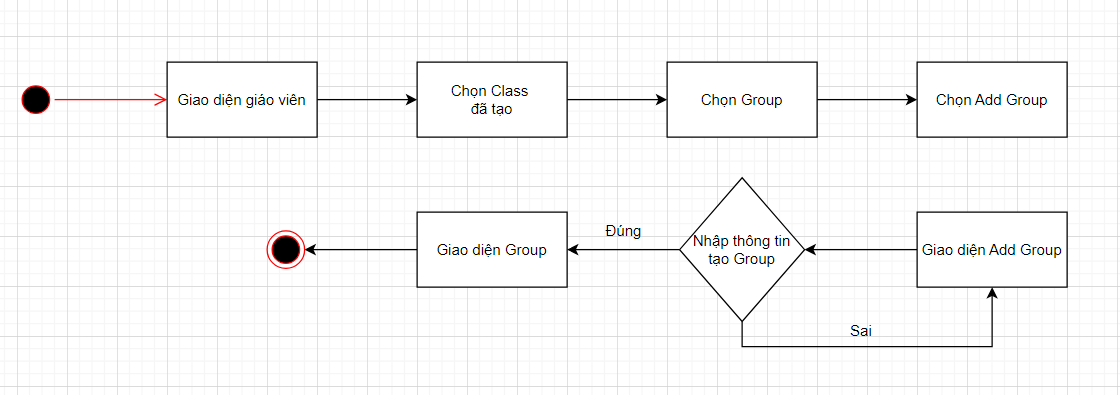 Giao diện giáo viên
Chọn Class
đã tạo
Chọn Group
Chọn Add Group
Giao diện Group
Đúng
Nhập thông tin
tạo Group
Giao diện Add Group
Sai